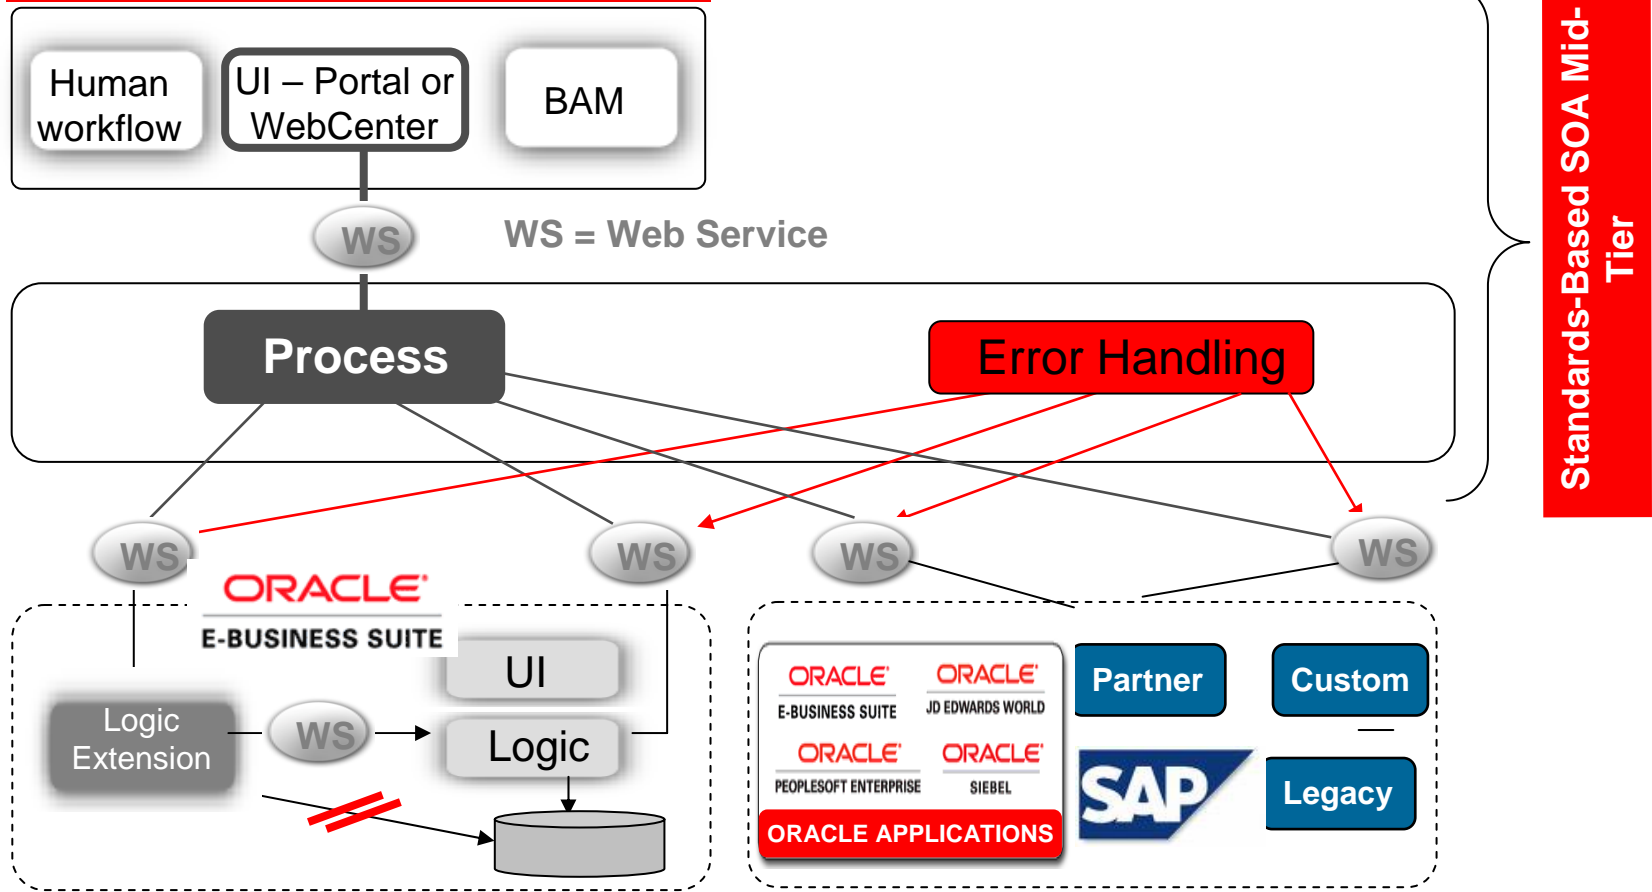 Human
workflow
UI – Portal or
WebCenter
BAM
Standards-Based SOA Mid-
Tier
WS
WS = Web Service
Process
Error Handling
WS
WS
WS
WS
ORACLE'
E-BUSINESS SUITE
UI
Logic
Extension
WS
Logic
ORACLE'
E-BUSINESS SUITE
ORACLE'
JD EDWARDS WORLD
ORACLE'
PEOPLESOFT ENTERPRISE
ORACLE'
SIEBEL
ORACLE APPLICATIONS
Partner
Custom
SAP
Legacy